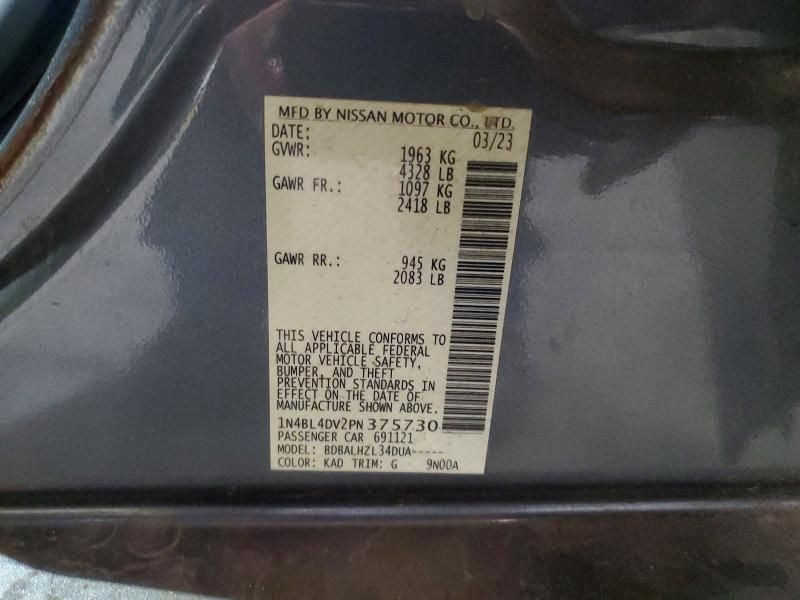 MFD BY NISSAN MOTOR CO., LTD.
DATE: 03/23
GVWR: 1963 KG
4328 LB
GAWR FR.: 1097 KG
2418 LB
GAWR RR.: 945 KG
2083 LB
THIS VEHICLE CONFORMS TO
ALL APPLICABLE FEDERAL
MOTOR VEHICLE SAFETY,
BUMPER, AND THEFT
PREVENTION STANDARDS IN
EFFECT ON THE DATE OF
MANUFACTURE SHOWN ABOVE.
1N4BL4DV2PN375730
PASSENGER CAR 691121
MODEL: BDBALHZL34DUA-----
COLOR: KAD TRIM: G 9N00A